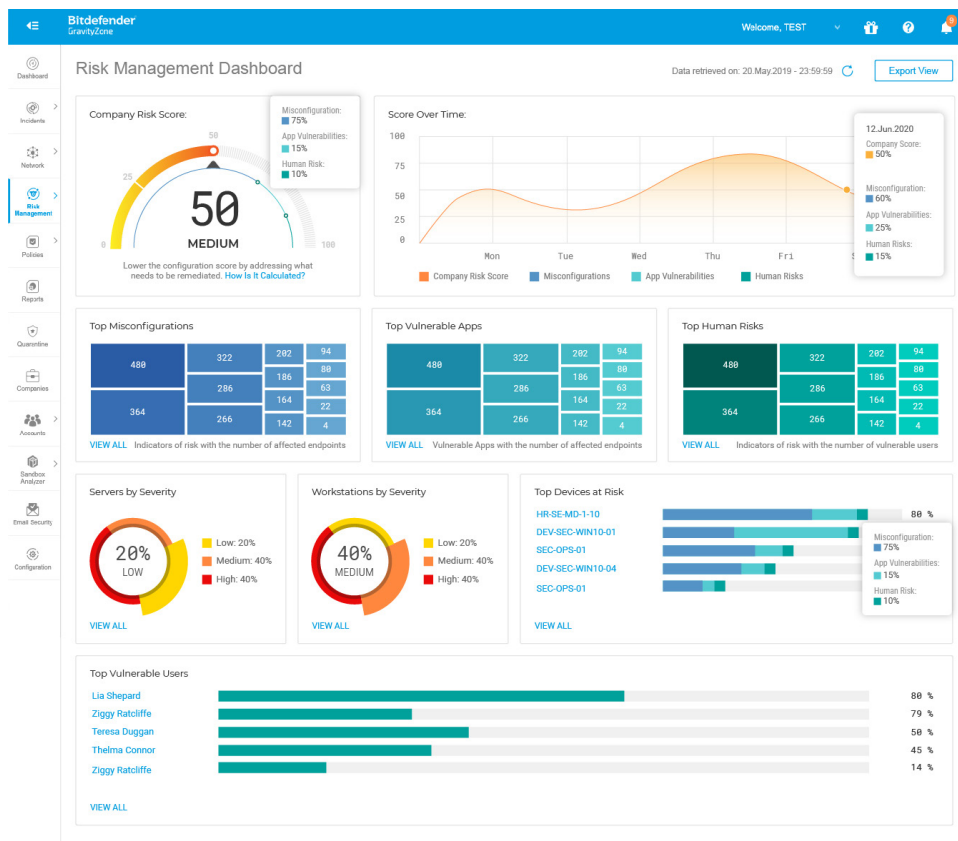 Bitdefender
GravityZone
Welcome, TEST
9
Dashboard
Incidents
Network
Risk
Management
Policies
Reports
Quarantine
Companies
Accounts
Sandbox
Analyzer
Email Security
Configuration
Risk Management Dashboard
Data retrieved on: 20.May.2019 - 23:59:59
Export View
Company Risk Score:
Misconfiguration:
75%
App Vulnerabilities:
15%
Human Risk:
10%
0
25
50
100
50
MEDIUM
Lower the configuration score by addressing what
needs to be remediated. How Is It Calculated?
Score Over Time:
100
75
50
25
0
Mon Tue Wed Thu Fri S
Company Risk Score Misconfigurations App Vulnerabilities Human Risks
12.Jun.2020
Company Score:
50%
Misconfiguration:
60%
App Vulnerabilities:
25%
Human Risks:
15%
Top Misconfigurations
480 322 202 94
186 80
286 63
364 164 22
266 142 4
VIEW ALL Indicators of risk with the number of affected endpoints
Top Vulnerable Apps
480 322 202 94
186 80
286 63
364 164 22
266 142 4
VIEW ALL Vulnerable Apps with the number of affected endpoints
Top Human Risks
480 322 202 94
186 80
286 63
364 164 22
266 142 4
VIEW ALL Indicators of risk with the number of vulnerable users
Servers by Severity
20%
LOW
Low: 20%
Medium: 40%
High: 40%
VIEW ALL
Workstations by Severity
40%
MEDIUM
Low: 20%
Medium: 40%
High: 40%
VIEW ALL
Top Devices at Risk
HR-SE-MD-1-10 80 %
DEV-SEC-WIN10-01
SEC-OPS-01
DEV-SEC-WIN10-04
SEC-OPS-01
Misconfiguration:
75%
App Vulnerabilities:
15%
Human Risk:
10%
VIEW ALL
Top Vulnerable Users
Lia Shepard 80 %
Ziggy Ratcliffe 79 %
Teresa Duggan 50 %
Thelma Connor 45 %
Ziggy Ratcliffe 14 %
VIEW ALL